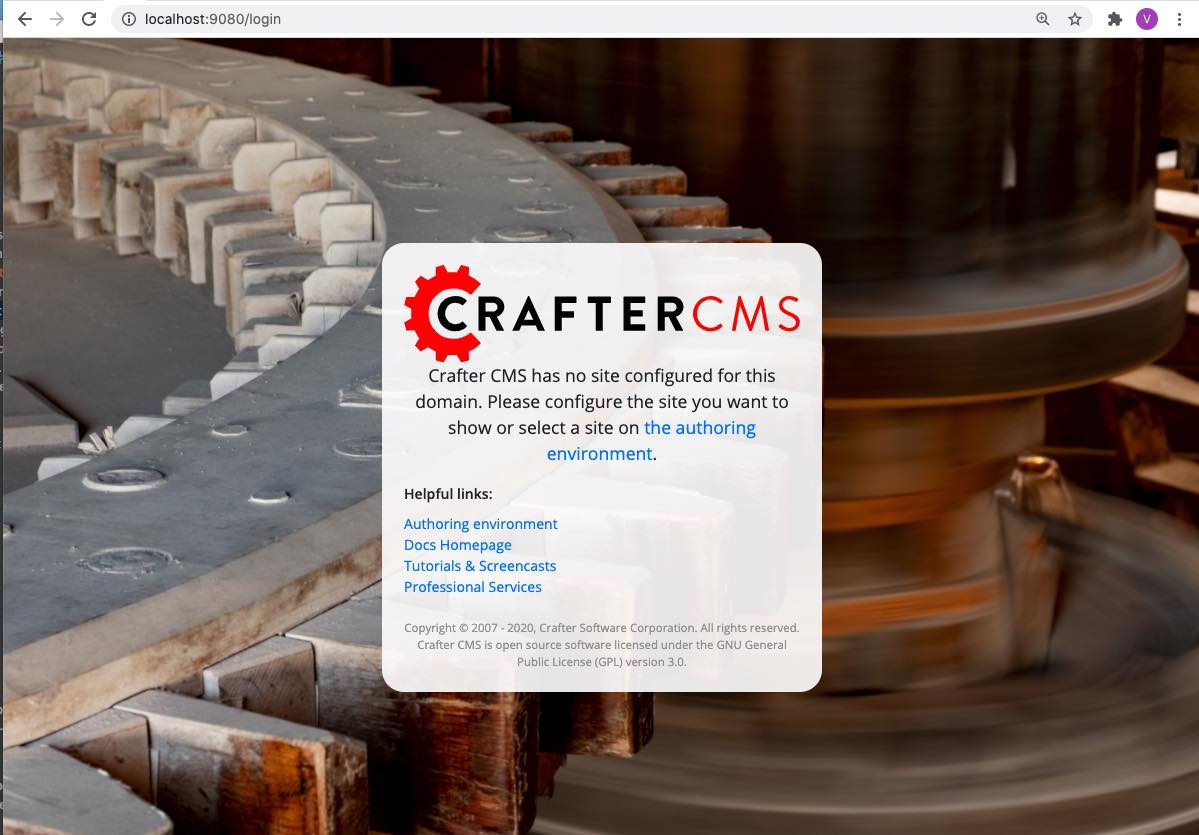 localhost:9080/login
V
CRAFTERCMS
Crafter CMS has no site configured for this
domain. Please configure the site you want to
show or select a site on the authoring
environment.
Helpful links:
Authoring environment
Docs Homepage
Tutorials & Screencasts
Professional Services
Copyright © 2007 - 2020, Crafter Software Corporation. All rights reserved.
Crafter CMS is open source software licensed under the GNU General
Public License (GPL) version 3.0.